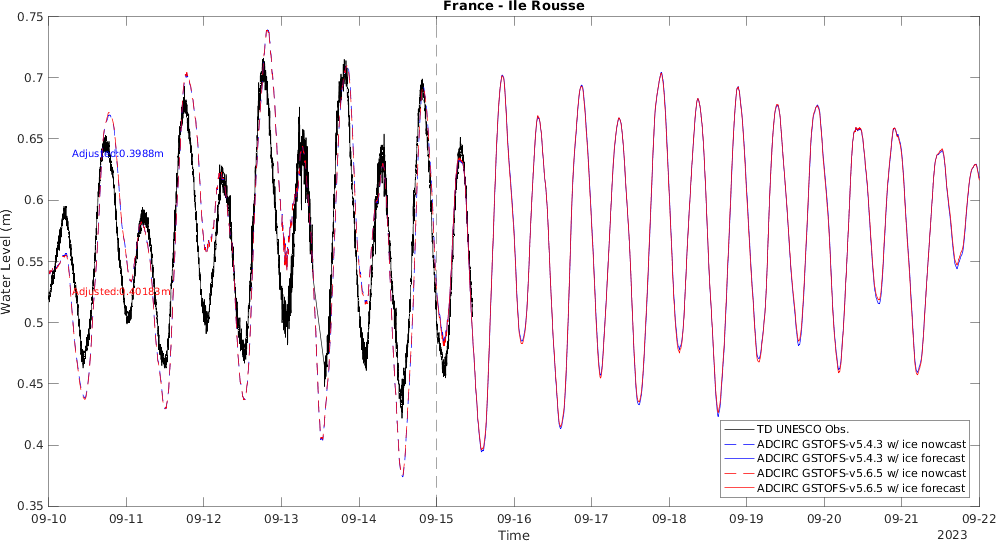 France - Ile Rousse
0.75
0.7
0.65
0.6
0.55
0.5
0.45
0.4
0.35
Water Level (m)
Adjusted:0.3988m
Adjusted:0.40183m
TD UNESCO Obs.
ADCIRC GSTOFS-v5.4.3 w/ ice nowcast
ADCIRC GSTOFS-v5.4.3 w/ ice forecast
ADCIRC GSTOFS-v5.6.5 w/ ice nowcast
ADCIRC GSTOFS-v5.6.5 w/ ice forecast
09-10 09-11 09-12 09-13 09-14 09-15 09-16 09-17 09-18 09-19 09-20 09-21 09-22
Time
2023